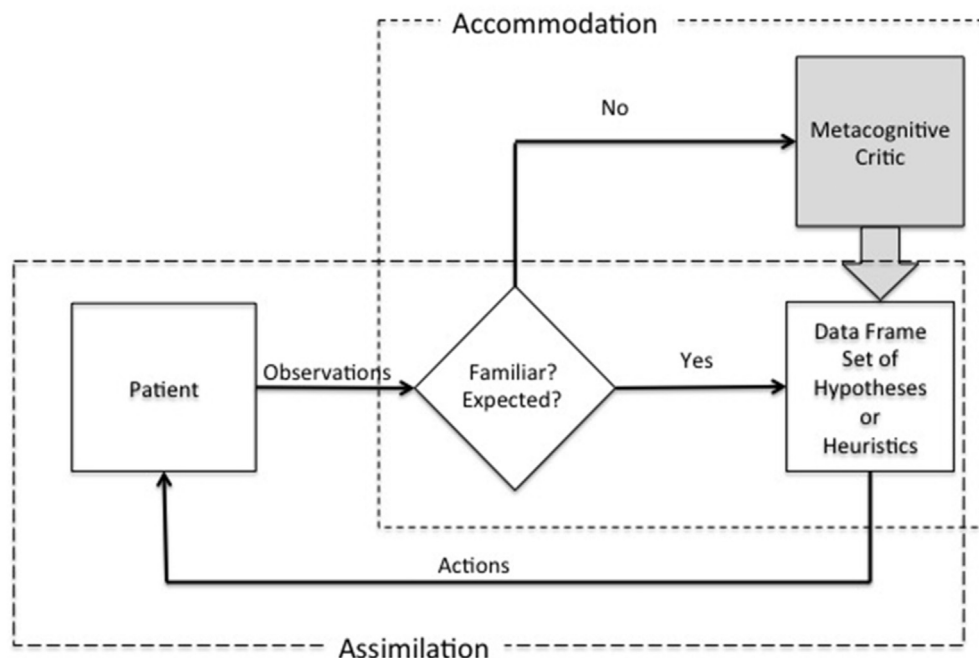 Accommodation
No
Metacognitive
Critic
Patient
Observations
Familiar?
Expected?
Yes
Data Frame
Set of
Hypotheses
or
Heuristics
Actions
Assimilation